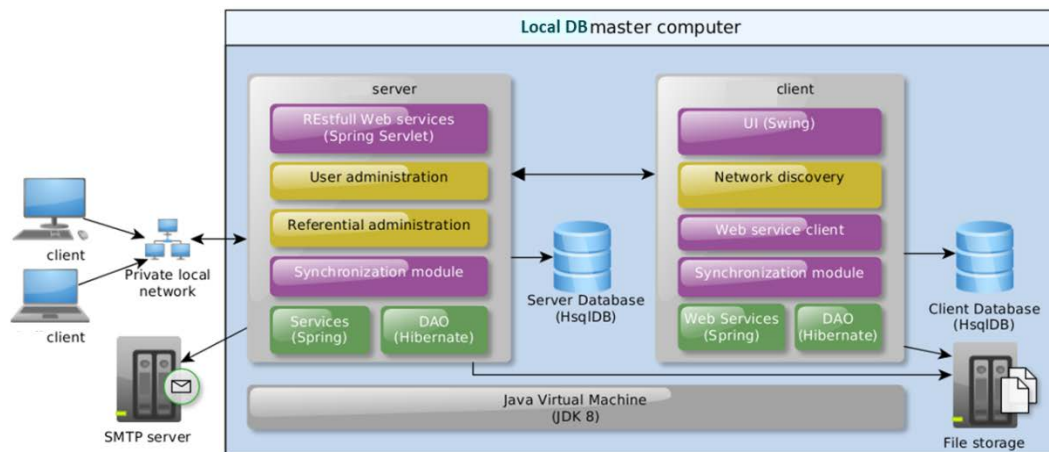 Local DB master computer
server
REstfull Web services
(Spring Servlet)
User administration
Referential administration
Synchronization module
Services
(Spring)
DAO
(Hibernate)
client
UI (Swing)
Network discovery
Web service client
Synchronization module
Web Services
(Spring)
DAO
(Hibernate)
client
client
Private local
network
SMTP server
Server Database
(HsqlDB)
Client Database
(HsqlDB)
File storage
Java Virtual Machine
(JDK 8)